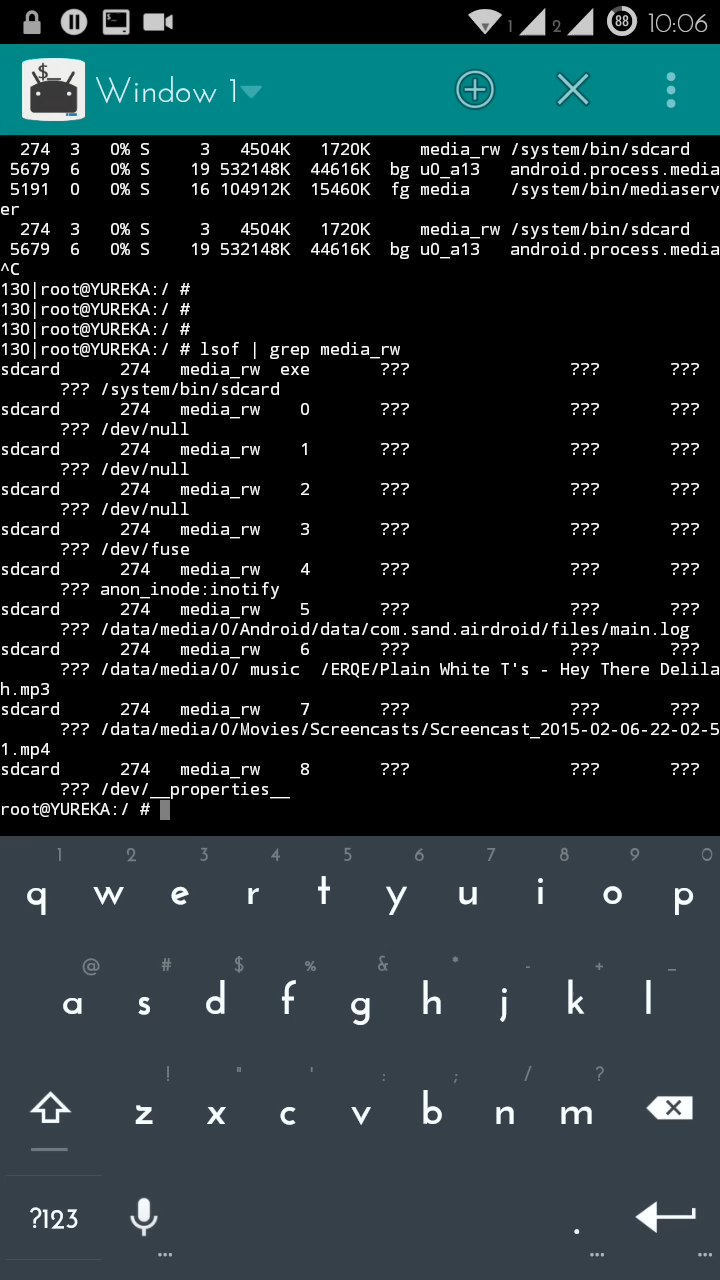 1 2 88 10:06
$_
Window 1
274 3 0% S 3 4504K 1720K media_rw /system/bin/sdcard
5679 6 0% S 19 532148K 44616K bg u0_a13 android.process.media
5191 0 0% S 16 104912K 15460K fg media /system/bin/mediaserv
er
274 3 0% S 3 4504K 1720K media_rw /system/bin/sdcard
5679 6 0% S 19 532148K 44616K bg u0_a13 android.process.media
^C
130|root@YUREKA:/ #
130|root@YUREKA:/ #
130|root@YUREKA:/ #
130|root@YUREKA:/ # lsof | grep media_rw
sdcard 274 media_rw exe ??? ??? ???
??? /system/bin/sdcard
sdcard 274 media_rw 0 ??? ??? ???
??? /dev/null
sdcard 274 media_rw 1 ??? ??? ???
??? /dev/null
sdcard 274 media_rw 2 ??? ??? ???
??? /dev/null
sdcard 274 media_rw 3 ??? ??? ???
??? /dev/fuse
sdcard 274 media_rw 4 ??? ??? ???
??? anon_inode:inotify
sdcard 274 media_rw 5 ??? ??? ???
??? /data/media/0/Android/data/com.sand.airdroid/files/main.log
sdcard 274 media_rw 6 ??? ??? ???
??? /data/media/0/ music  /ERQE/Plain White T's - Hey There Delila
h.mp3
sdcard 274 media_rw 7 ??? ??? ???
??? /data/media/0/Movies/Screencasts/Screencast_2015-02-06-22-02-5
1.mp4
sdcard 274 media_rw 8 ??? ??? ???
??? /dev/__properties__
root@YUREKA:/ #
1 2 3 4 5 6 7 8 9 0
q w e r t y u i o p
@ # $ % & * - + _
a s d f g h j k l
! " ' : ; / ?
z x c v b n m
?123 .
... ... ...